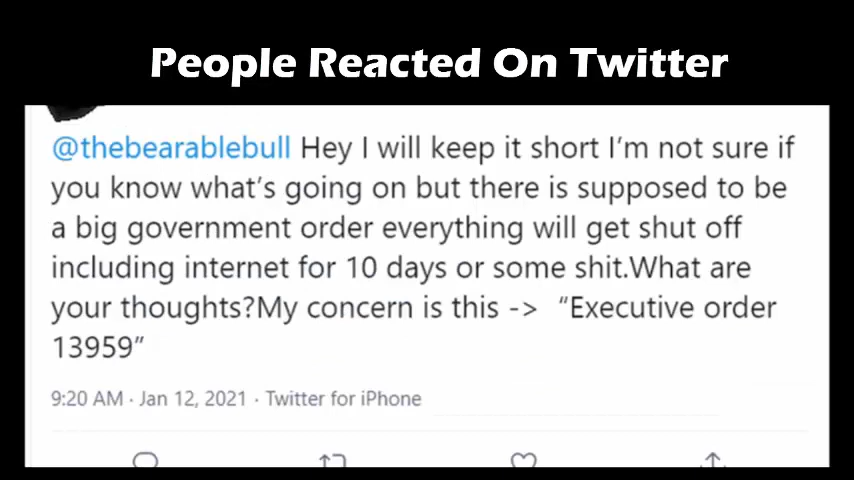 People Reacted On Twitter
@thebearablebull Hey I will keep it short I'm not sure if
you know what's going on but there is supposed to be
a big government order everything will get shut off
including internet for 10 days or some shit.What are
your thoughts?My concern is this -> “Executive order
13959”
9:20 AM · Jan 12, 2021 · Twitter for iPhone